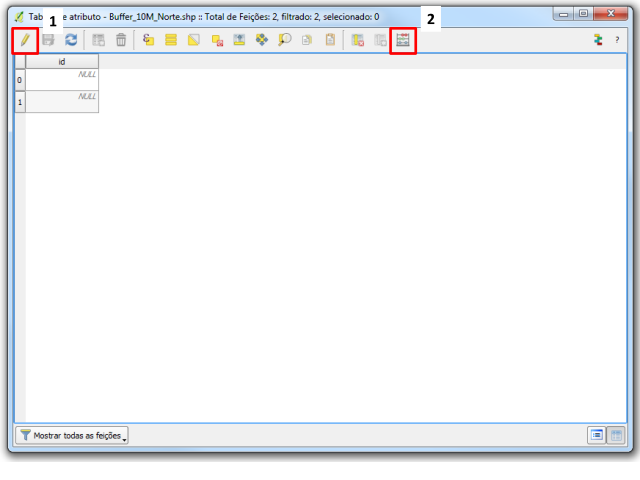 Tab e atributo - Buffer_10M_Norte.shp :: Total de Feições: 2, filtrado: 2, selecionado: 0
1
2
?
id
0 NULL
1 NULL
Mostrar todas as feições